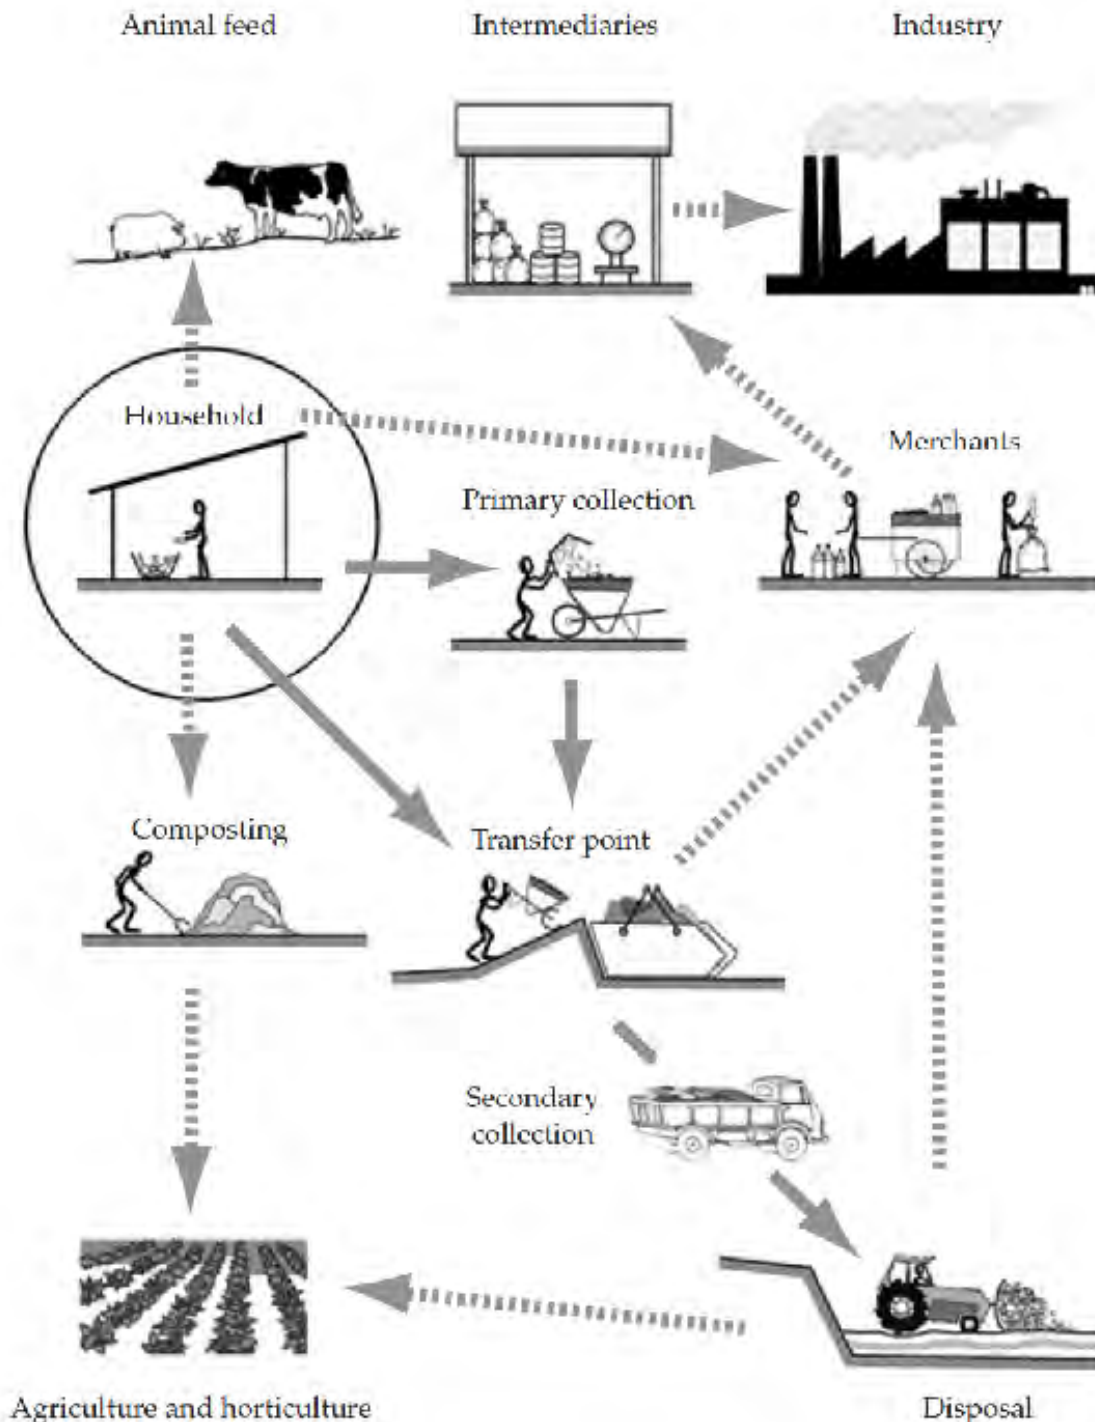 Animal feed
Intermediaries
Industry
Household
Merchants
Primary collection
Composting
Transfer point
Secondary
collection
Agriculture and horticulture
Disposal